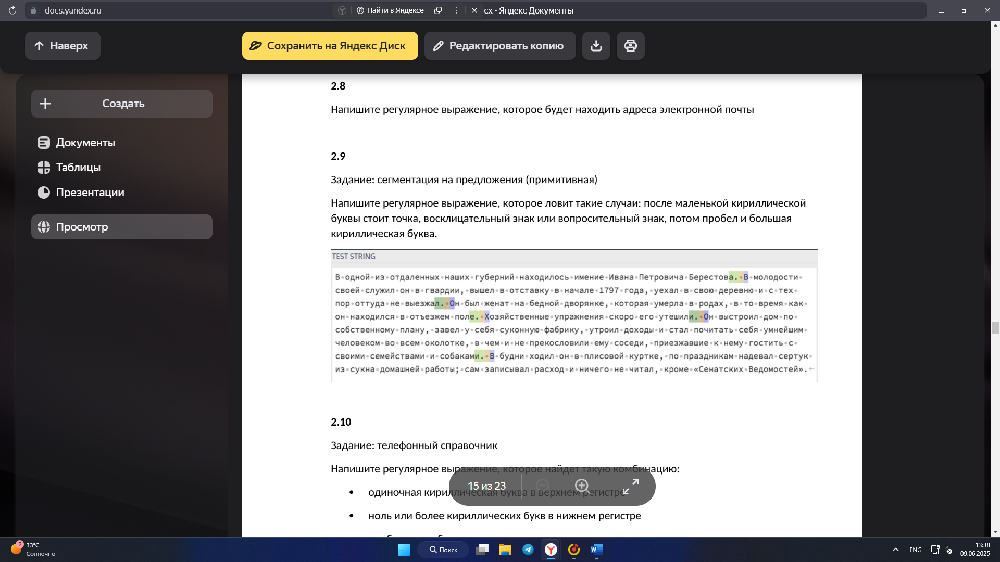 docs.yandex.ru
Найти в Яндексе
cx - Яндекс Документы
Наверх
Сохранить на Яндекс Диск
Редактировать копию
Создать
Документы
Таблицы
Презентации
Просмотр
2.8
Напишите регулярное выражение, которое будет находить адреса электронной почты
2.9
Задание: сегментация на предложения (примитивная)
Напишите регулярное выражение, которое ловит такие случаи: после маленькой кириллической
буквы стоит точка, восклицательный знак или вопросительный знак, потом пробел и большая
кириллическая буква.
TEST STRING
В·одной·из·отдаленных·наших·губерний·находилось·имение·Ивана·Петровича·Берестова.·В·молодости·
своей·служил·он·в·гвардии,·вышел·в·отставку·в·начале·1797·года,·уехал·в·свою·деревню·и·с·тех·
пор·оттуда·не·выезжал.·Он·был·женат·на·бедной·дворянке,·которая·умерла·в·родах,·в·то·время·как·
он·находился·в·отъезжем·поле.·Хозяйственные·упражнения·скоро·его·утешили.·Он·выстроил·дом·по·
собственному·плану,·завел·у·себя·суконную·фабрику,·утроил·доходы·и·стал·почитать·себя·умнейшим·
человеком·во·всем·околотке,·в·чем·и·не·прекословили·ему·соседи,·приезжавшие·к·нему·гостить·с·
своими·семействами·и·собаками.·В·будни·ходил·он·в·плисовой·куртке,·по·праздникам·надевал·сертук·
из·сукна·домашней·работы;·сам·записывал·расход·и·ничего·не·читал,·кроме·«Сенатских·Ведомостей».
2.10
Задание: телефонный справочник
Напишите регулярное выражение, которое найдет такую комбинацию:
15 из 23
• одиночная кириллическая буква в верхнем регистре
• ноль или более кириллических букв в нижнем регистре
2
33°C
Солнечно
Поиск
ENG
13:38
09.06.2025